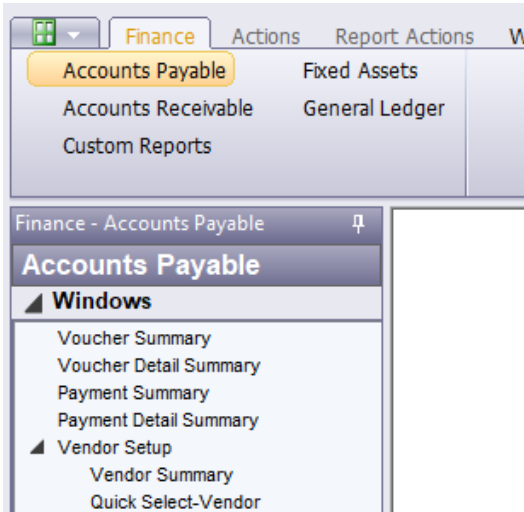 Finance Actions Report Actions W
Accounts Payable Fixed Assets
Accounts Receivable General Ledger
Custom Reports
Finance - Accounts Payable
Accounts Payable
Windows
Voucher Summary
Voucher Detail Summary
Payment Summary
Payment Detail Summary
Vendor Setup
Vendor Summary
Quick Select-Vendor